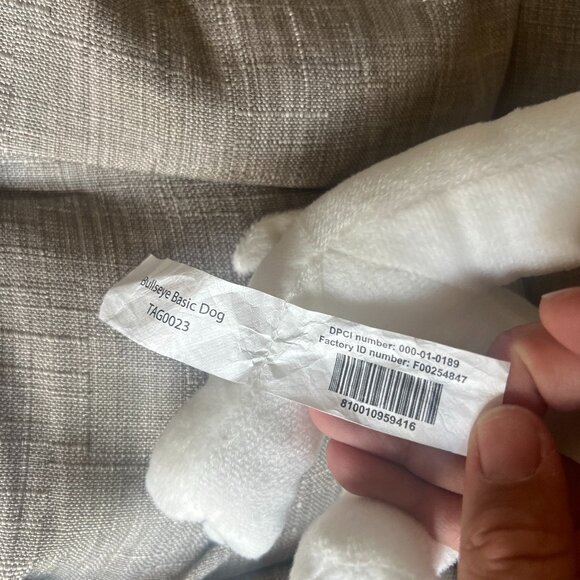 Bullseye Basic Dog
TAG0023
DPCI number: 000-01-0189
Factory ID number: F00254847
810010959416